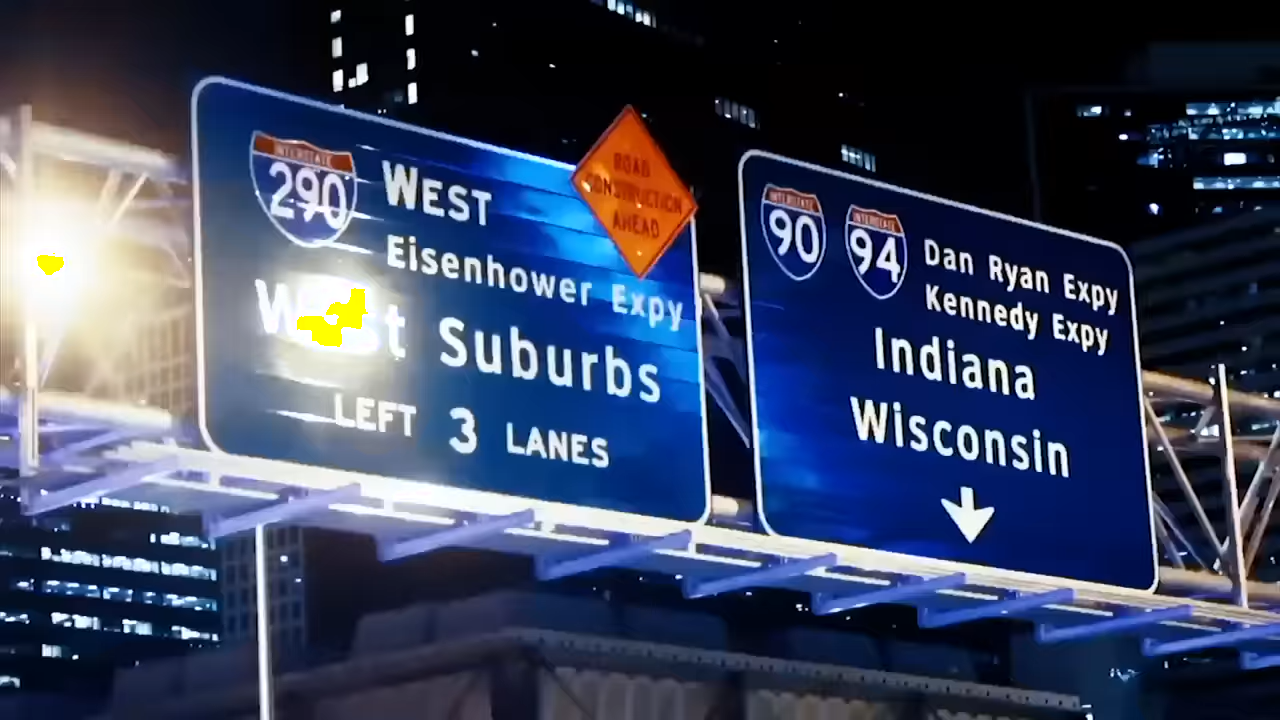 INTERSTATE
290
WEST
Eisenhower Expy
West Suburbs
LEFT 3 LANES
ROAD
CONSTRUCTION
AHEAD
INTERSTATE
90
INTERSTATE
94
Dan Ryan Expy
Kennedy Expy
Indiana
Wisconsin